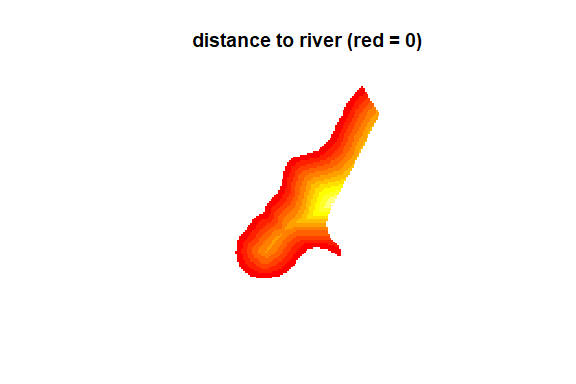 distance to river (red = 0)